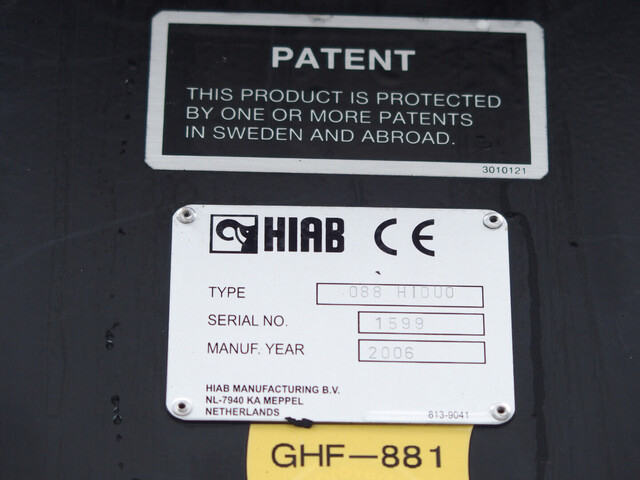 PATENT
THIS PRODUCT IS PROTECTED
BY ONE OR MORE PATENTS
IN SWEDEN AND ABROAD.
3010121
HIAB CE
TYPE 088 HIDUO
SERIAL NO. 1599
MANUF. YEAR 2006
HIAB MANUFACTURING B.V.
NL-7940 KA MEPPEL
NETHERLANDS
813-9041
GHF-881